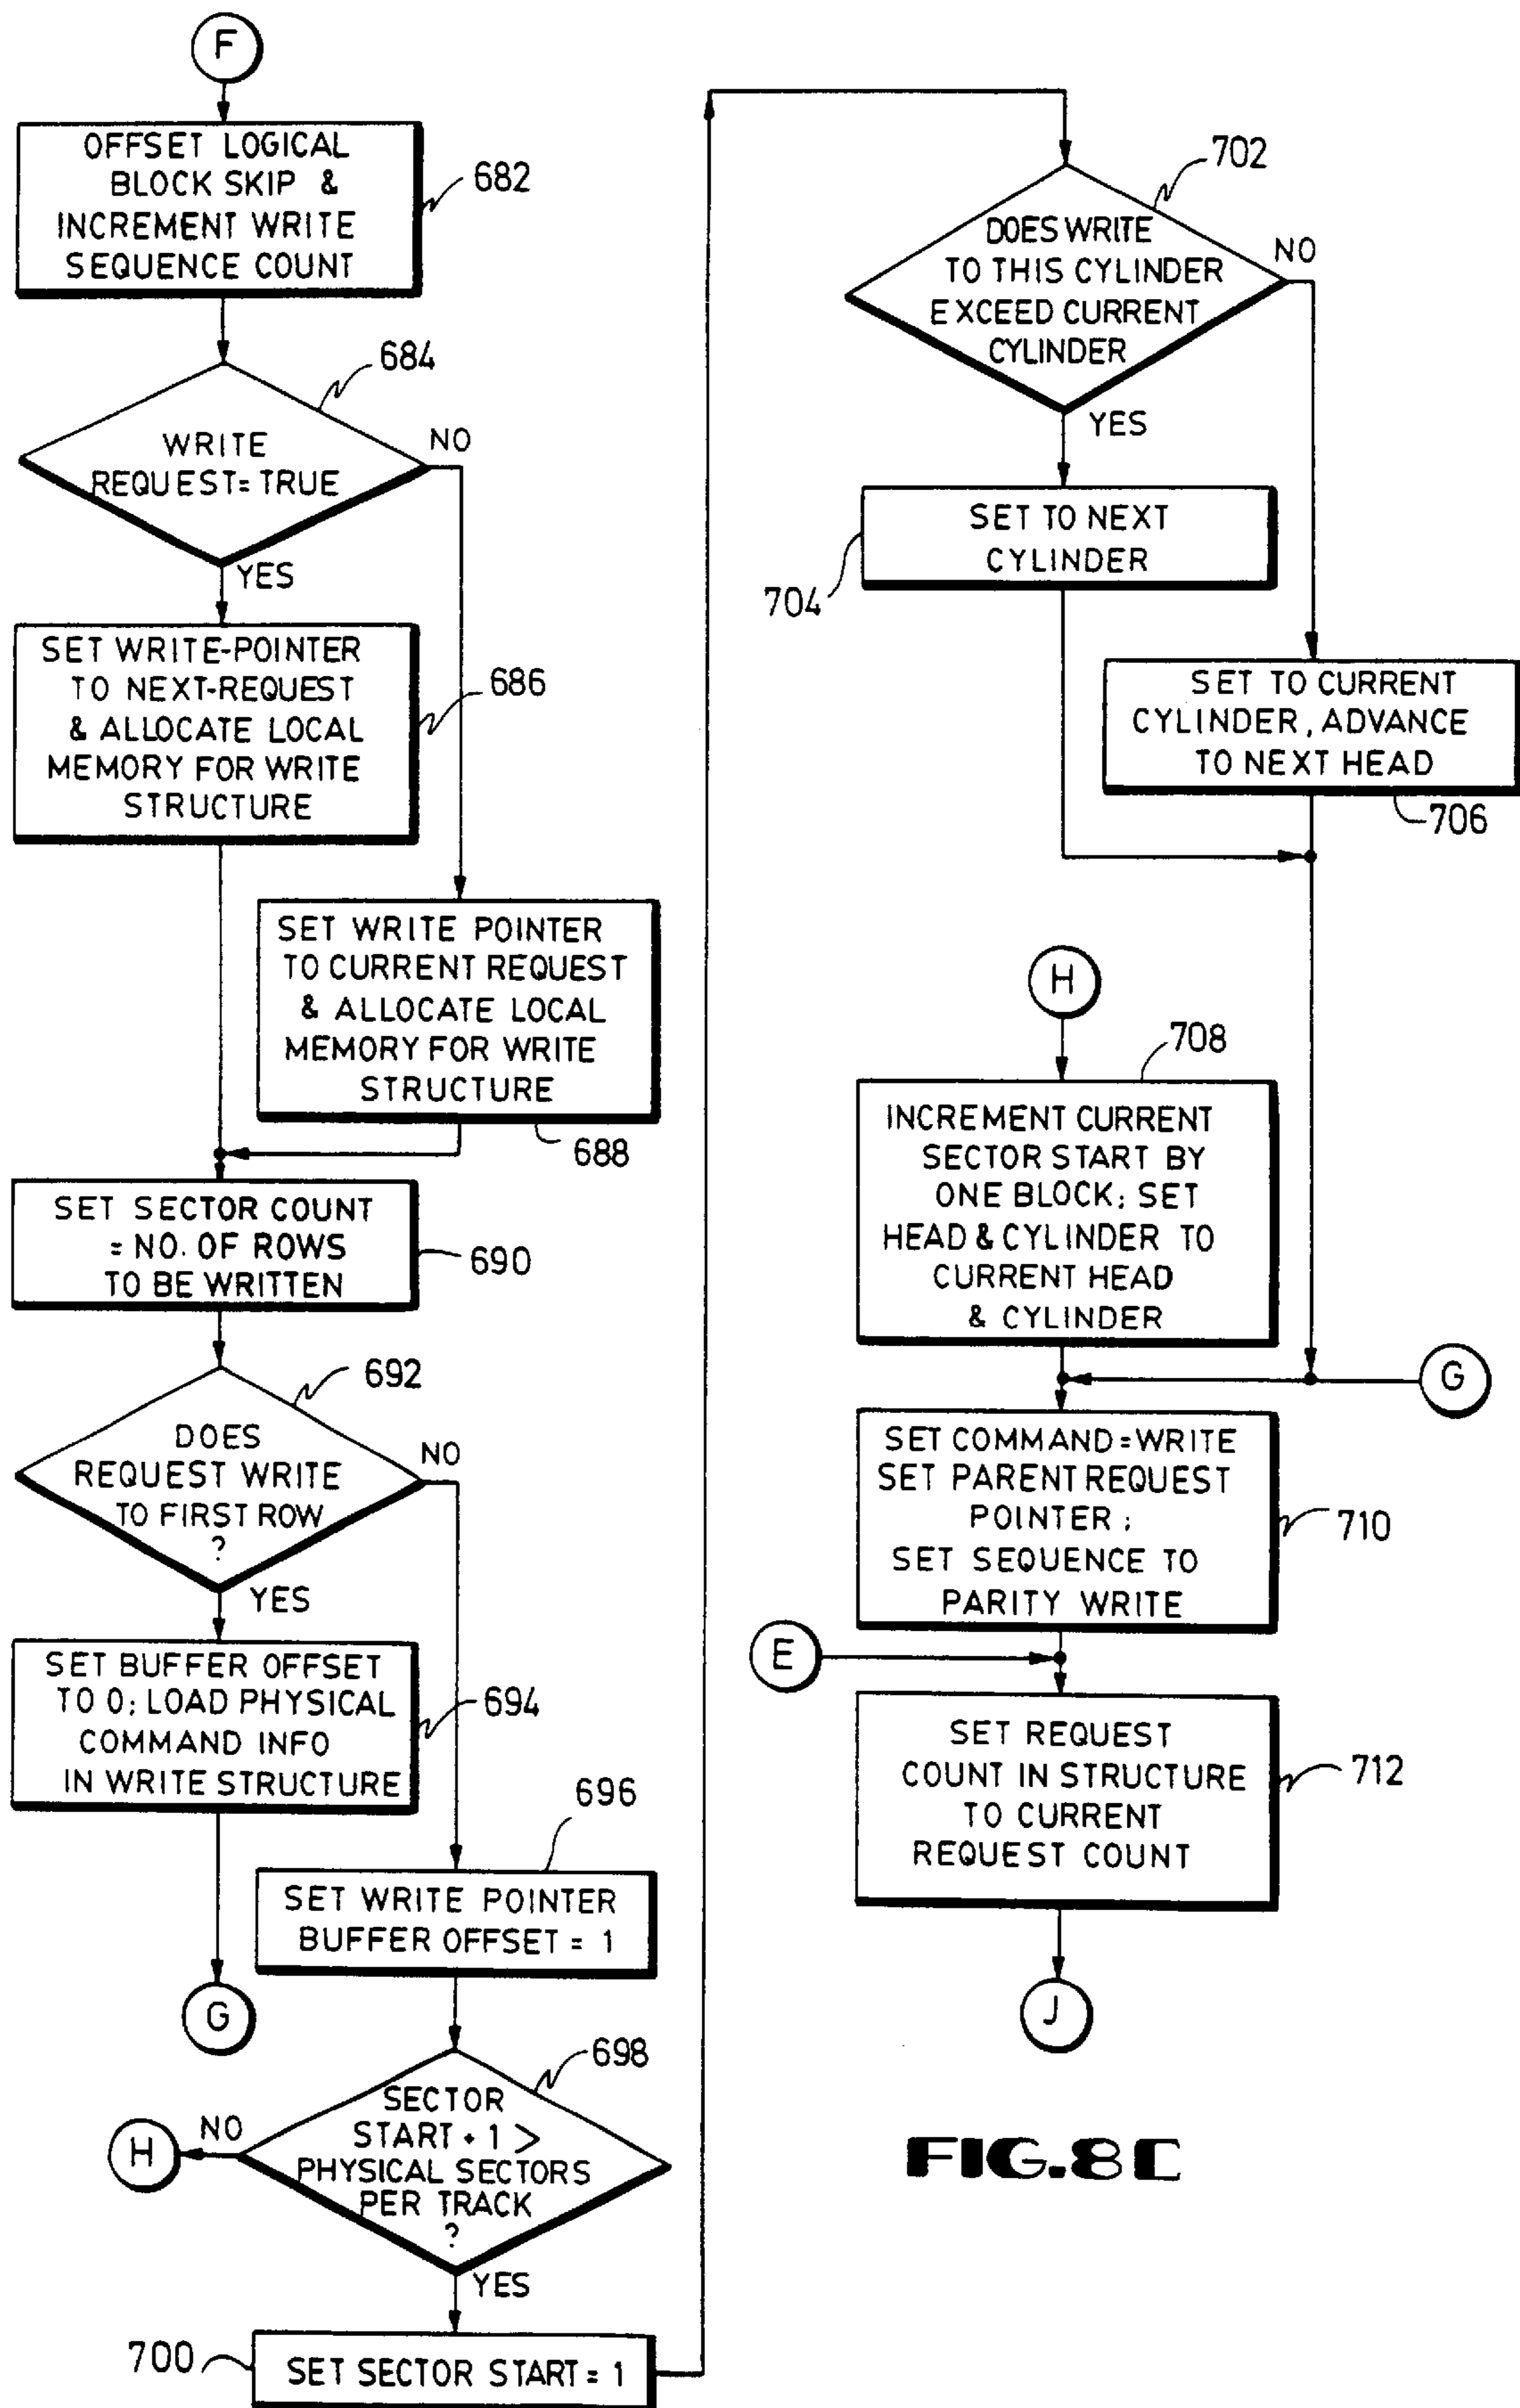 F
OFFSET LOGICAL
BLOCK SKIP &
INCREMENT WRITE
SEQUENCE COUNT
682
684
WRITE
REQUEST= TRUE
NO
YES
SET WRITE-POINTER
TO NEXT-REQUEST
& ALLOCATE LOCAL
MEMORY FOR WRITE
STRUCTURE
686
SET WRITE POINTER
TO CURRENT REQUEST
& ALLOCATE LOCAL
MEMORY FOR WRITE
STRUCTURE
688
SET SECTOR COUNT
= NO. OF ROWS
TO BE WRITTEN
690
692
DOES
REQUEST WRITE
TO FIRST ROW
?
NO
YES
SET BUFFER OFFSET
TO 0; LOAD PHYSICAL
COMMAND INFO
IN WRITE STRUCTURE
694
G
696
SET WRITE POINTER
BUFFER OFFSET = 1
698
SECTOR
START + 1 >
PHYSICAL SECTORS
PER TRACK
?
NO
H
YES
700
SET SECTOR START = 1
702
DOES WRITE
TO THIS CYLINDER
EXCEED CURRENT
CYLINDER
NO
YES
SET TO NEXT
CYLINDER
704
SET TO CURRENT
CYLINDER, ADVANCE
TO NEXT HEAD
706
H
708
INCREMENT CURRENT
SECTOR START BY
ONE BLOCK; SET
HEAD & CYLINDER TO
CURRENT HEAD
& CYLINDER
G
SET COMMAND = WRITE
SET PARENT REQUEST
POINTER;
SET SEQUENCE TO
PARITY WRITE
710
E
SET REQUEST
COUNT IN STRUCTURE
TO CURRENT
REQUEST COUNT
712
J
FIG.8C